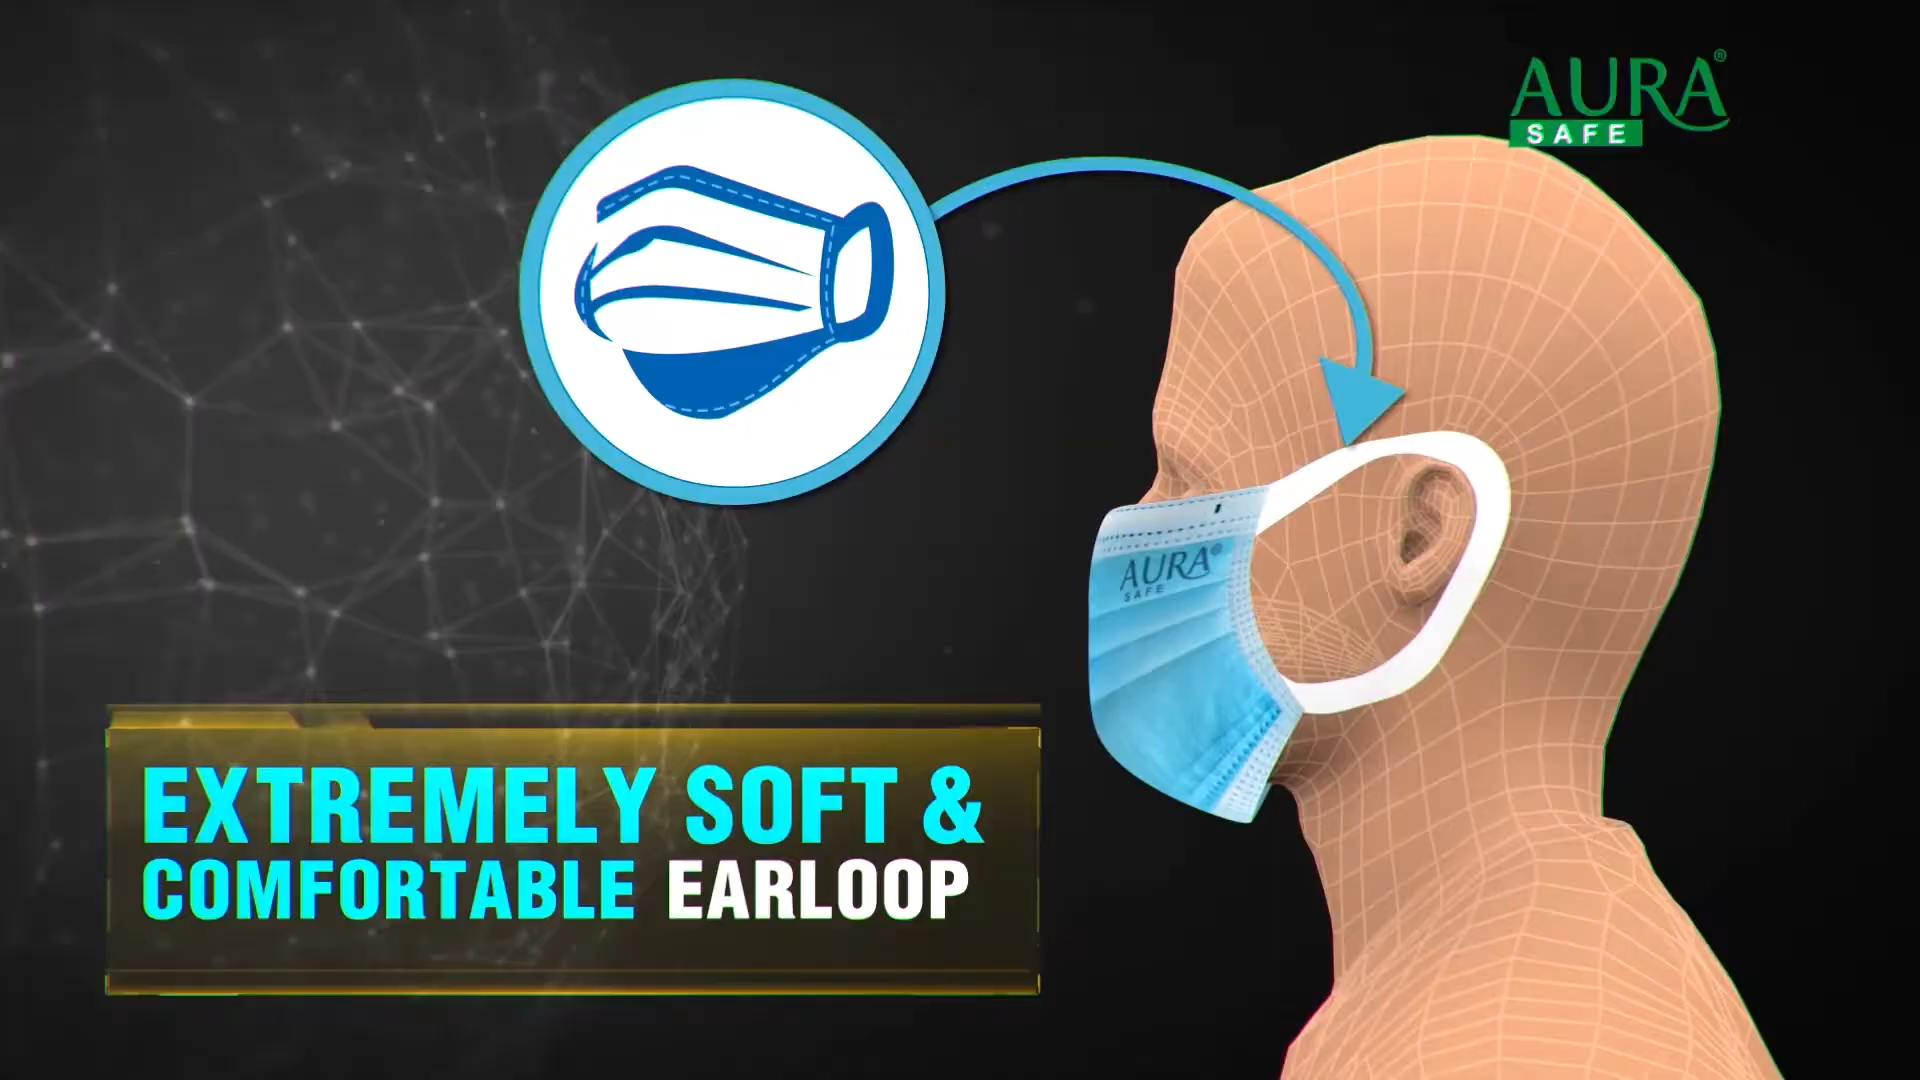 AURA®
SAFE
AURA®
SAFE
EXTREMELY SOFT &
COMFORTABLE EARLOOP